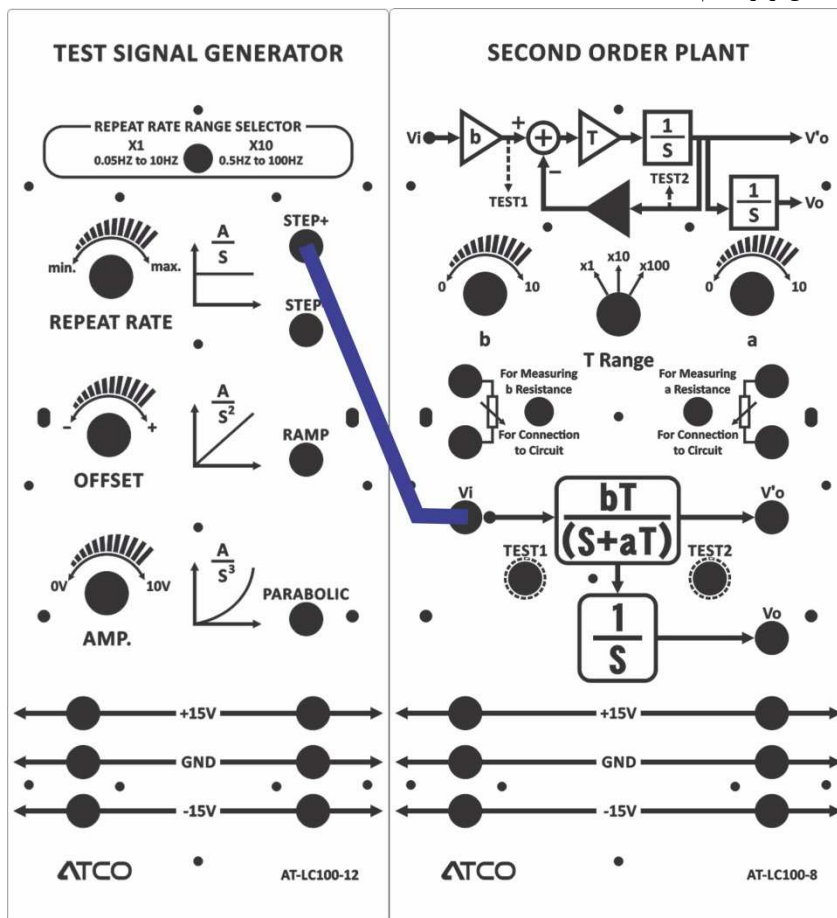 TEST SIGNAL GENERATOR
REPEAT RATE RANGE SELECTOR
X1
0.05HZ to 10HZ
X10
0.5HZ to 100HZ
STEP+
A
S
min.
max.
REPEAT RATE
STEP
A
S²
-
+
OFFSET
RAMP
A
S³
0V
10V
AMP.
PARABOLIC
+15V
GND
-15V
ATCO
AT-LC100-12
SECOND ORDER PLANT
Vi
b
+
+
T
1
S
V'o
-
TEST1
TEST2
1
S
Vo
0
10
b
x1
x10
x100
T Range
0
10
a
For Measuring
b Resistance
For Connection
to Circuit
For Measuring
a Resistance
For Connection
to Circuit
Vi
bT
(S+aT)
V'o
TEST1
TEST2
1
S
Vo
+15V
GND
-15V
ATCO
AT-LC100-8